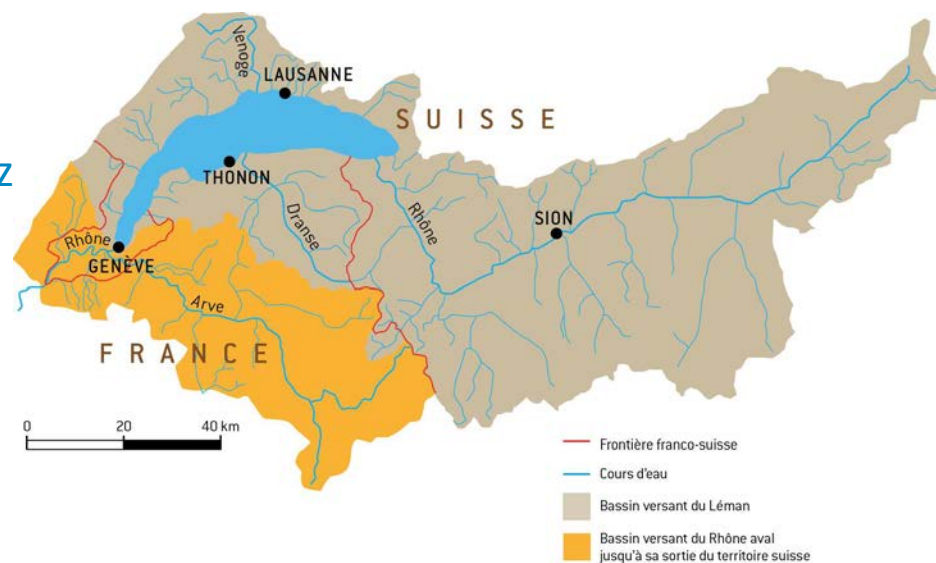 Venoge
LAUSANNE
SUISSE
Z
THONON
Dranse
Rhône
SION
Rhône
GENÈVE
Arve
FRANCE
0 20 40 km
Frontière franco-suisse
Cours d'eau
Bassin versant du Léman
Bassin versant du Rhône aval
jusqu'à sa sortie du territoire suisse